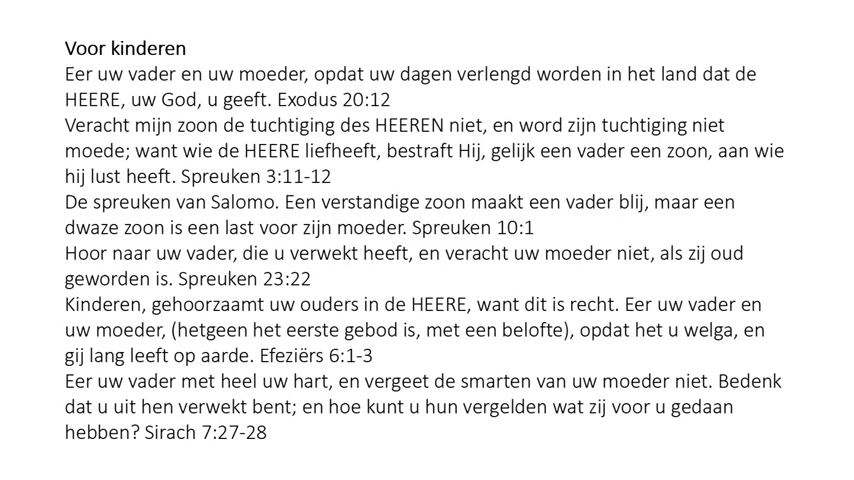 Voor kinderen
Eer uw vader en uw moeder, opdat uw dagen verlengd worden in het land dat de
HEERE, uw God, u geeft. Exodus 20:12
Veracht mijn zoon de tuchtiging des HEEREN niet, en word zijn tuchtiging niet
moede; want wie de HEERE liefheeft, bestraft Hij, gelijk een vader een zoon, aan wie
hij lust heeft. Spreuken 3:11-12
De spreuken van Salomo. Een verstandige zoon maakt een vader blij, maar een
dwaze zoon is een last voor zijn moeder. Spreuken 10:1
Hoor naar uw vader, die u verwekt heeft, en veracht uw moeder niet, als zij oud
geworden is. Spreuken 23:22
Kinderen, gehoorzaamt uw ouders in de HEERE, want dit is recht. Eer uw vader en
uw moeder, (hetgeen het eerste gebod is, met een belofte), opdat het u welga, en
gij lang leeft op aarde. Efeziërs 6:1-3
Eer uw vader met heel uw hart, en vergeet de smarten van uw moeder niet. Bedenk
dat u uit hen verwekt bent; en hoe kunt u hun vergelden wat zij voor u gedaan
hebben? Sirach 7:27-28